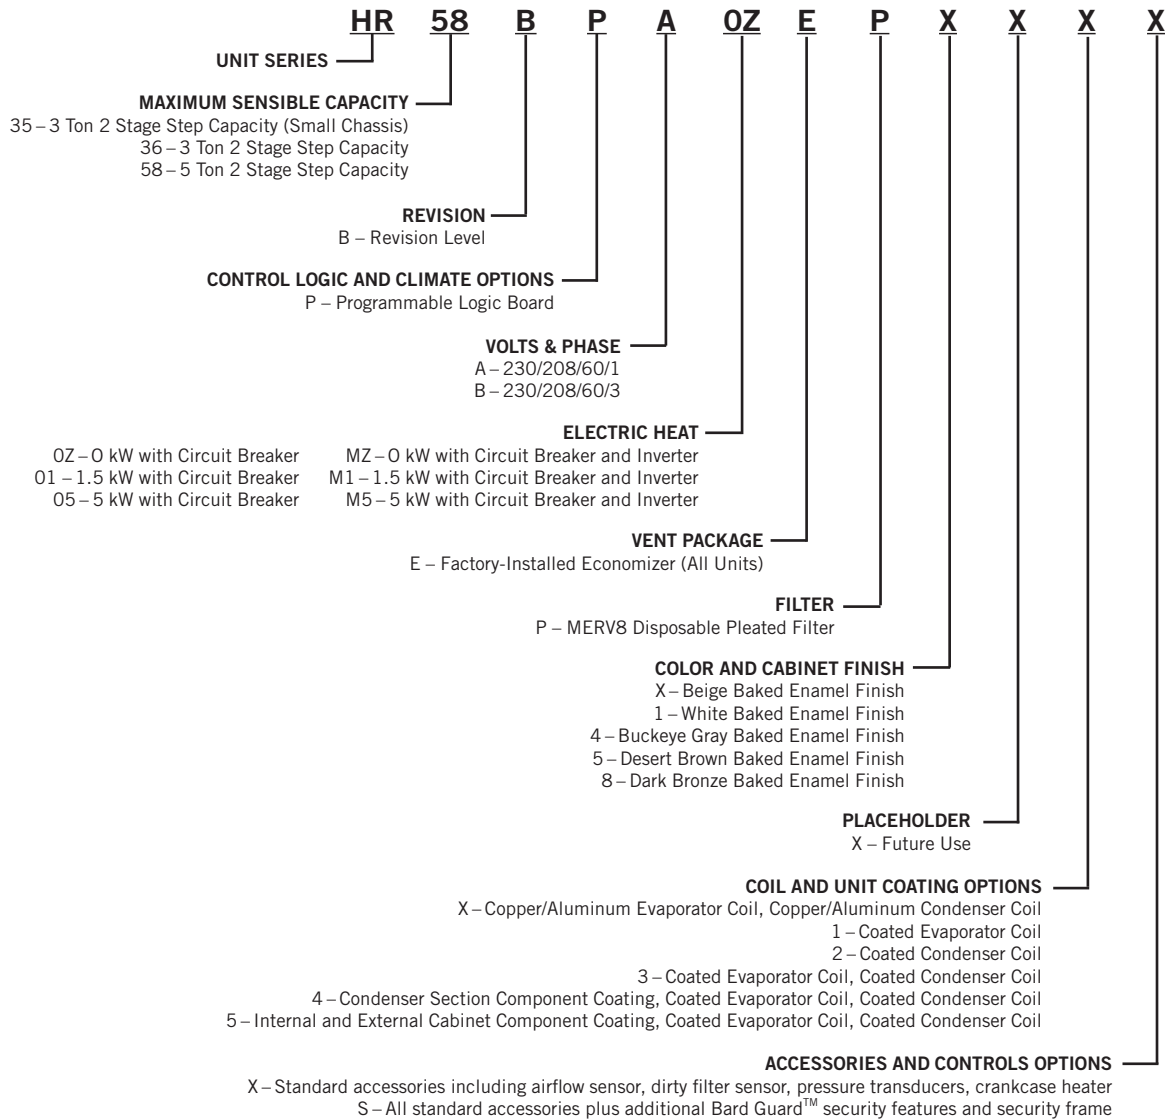 HR 58 B P A 0Z E P X X X X
UNIT SERIES
MAXIMUM SENSIBLE CAPACITY
35 – 3 Ton 2 Stage Step Capacity (Small Chassis)
36 – 3 Ton 2 Stage Step Capacity
58 – 5 Ton 2 Stage Step Capacity
REVISION
B – Revision Level
CONTROL LOGIC AND CLIMATE OPTIONS
P – Programmable Logic Board
VOLTS & PHASE
A – 230/208/60/1
B – 230/208/60/3
ELECTRIC HEAT
0Z – 0 kW with Circuit Breaker MZ – 0 kW with Circuit Breaker and Inverter
01 – 1.5 kW with Circuit Breaker M1 – 1.5 kW with Circuit Breaker and Inverter
05 – 5 kW with Circuit Breaker M5 – 5 kW with Circuit Breaker and Inverter
VENT PACKAGE
E – Factory-Installed Economizer (All Units)
FILTER
P – MERV8 Disposable Pleated Filter
COLOR AND CABINET FINISH
X – Beige Baked Enamel Finish
1 – White Baked Enamel Finish
4 – Buckeye Gray Baked Enamel Finish
5 – Desert Brown Baked Enamel Finish
8 – Dark Bronze Baked Enamel Finish
PLACEHOLDER
X – Future Use
COIL AND UNIT COATING OPTIONS
X – Copper/Aluminum Evaporator Coil, Copper/Aluminum Condenser Coil
1 – Coated Evaporator Coil
2 – Coated Condenser Coil
3 – Coated Evaporator Coil, Coated Condenser Coil
4 – Condenser Section Component Coating, Coated Evaporator Coil, Coated Condenser Coil
5 – Internal and External Cabinet Component Coating, Coated Evaporator Coil, Coated Condenser Coil
ACCESSORIES AND CONTROLS OPTIONS
X – Standard accessories including airflow sensor, dirty filter sensor, pressure transducers, crankcase heater
S – All standard accessories plus additional Bard Guard™ security features and security frame